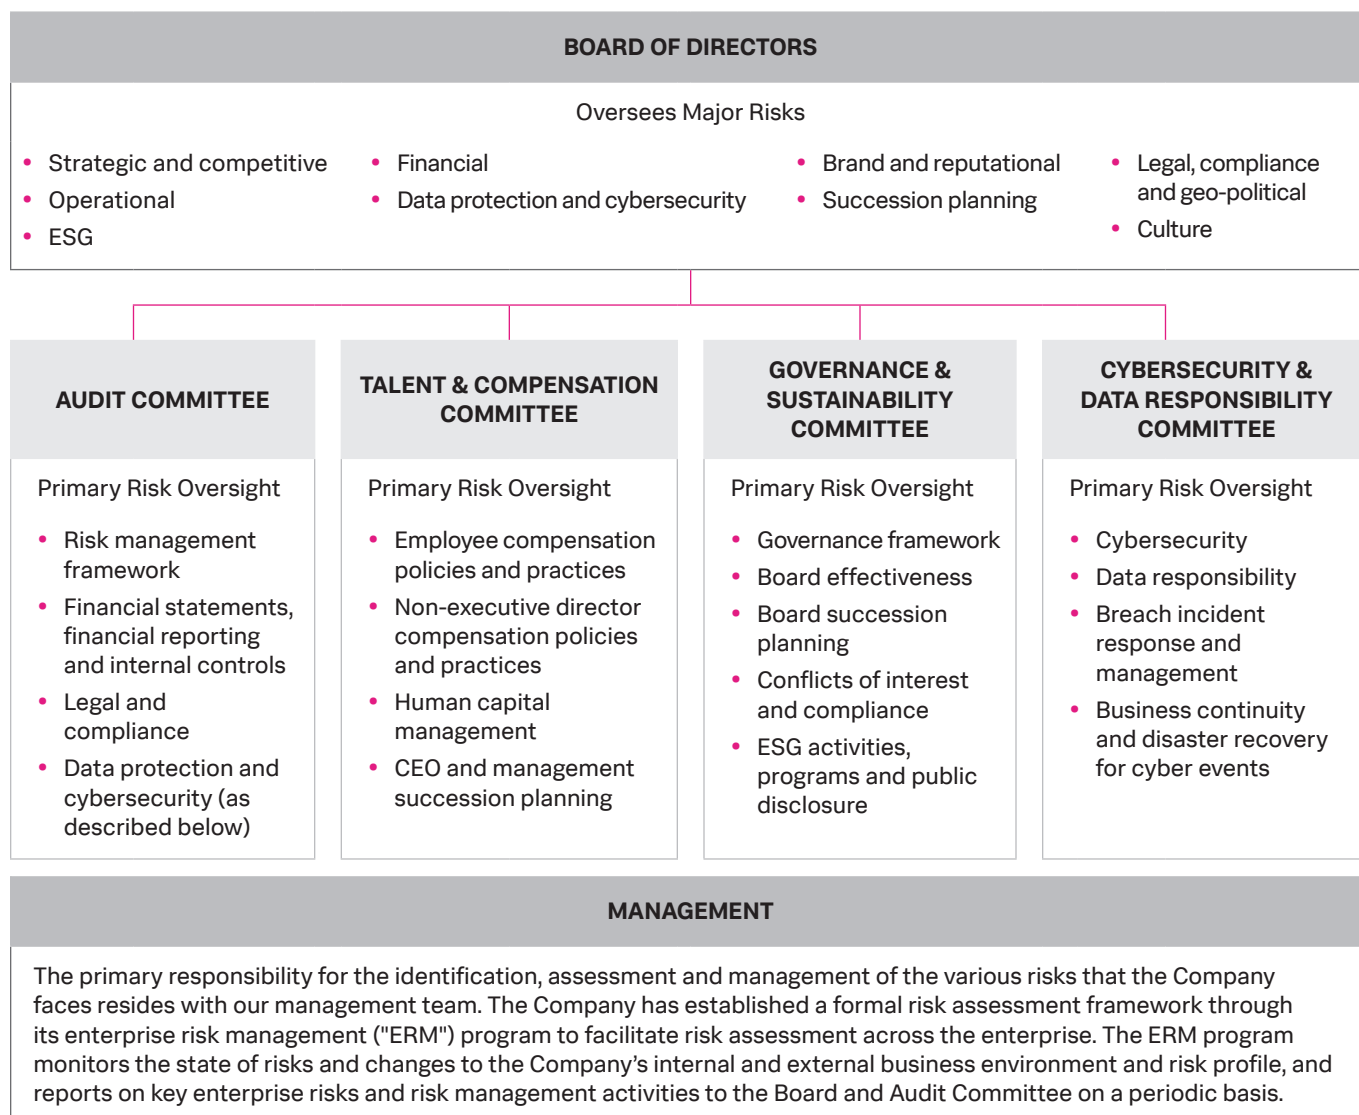 BOARD OF DIRECTORS
Oversees Major Risks
• Strategic and competitive
• Operational
• ESG
• Financial
• Data protection and cybersecurity
• Brand and reputational
• Succession planning
• Legal, compliance
and geo-political
• Culture
AUDIT COMMITTEE
Primary Risk Oversight
• Risk management
framework
• Financial statements,
financial reporting
and internal controls
• Legal and
compliance
• Data protection and
cybersecurity (as
described below)
TALENT & COMPENSATION
COMMITTEE
Primary Risk Oversight
• Employee compensation
policies and practices
• Non-executive director
compensation policies
and practices
• Human capital
management
• CEO and management
succession planning
GOVERNANCE &
SUSTAINABILITY
COMMITTEE
Primary Risk Oversight
• Governance framework
• Board effectiveness
• Board succession
planning
• Conflicts of interest
and compliance
• ESG activities,
programs and public
disclosure
CYBERSECURITY &
DATA RESPONSIBILITY
COMMITTEE
Primary Risk Oversight
• Cybersecurity
• Data responsibility
• Breach incident
response and
management
• Business continuity
and disaster recovery
for cyber events
MANAGEMENT
The primary responsibility for the identification, assessment and management of the various risks that the Company
faces resides with our management team. The Company has established a formal risk assessment framework through
its enterprise risk management ("ERM") program to facilitate risk assessment across the enterprise. The ERM program
monitors the state of risks and changes to the Company’s internal and external business environment and risk profile, and
reports on key enterprise risks and risk management activities to the Board and Audit Committee on a periodic basis.